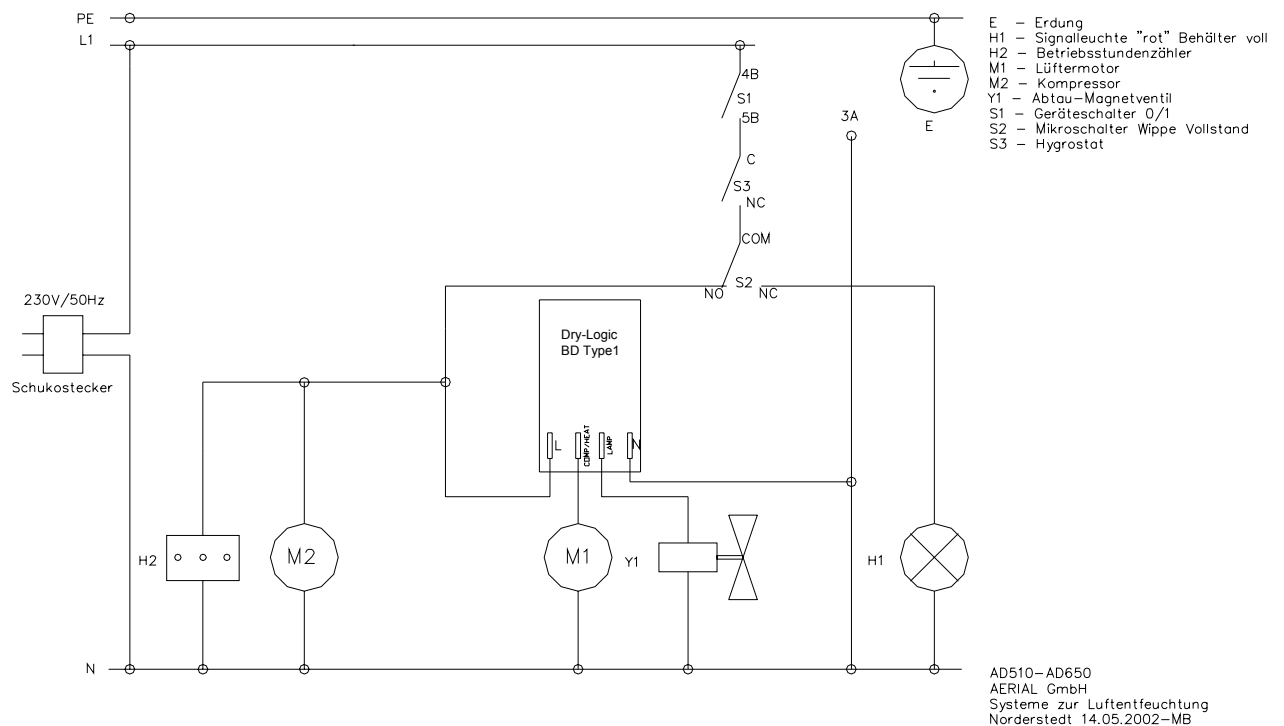 PE
L1
E – Erdung
H1 – Signalleuchte "rot" Behälter voll
H2 – Betriebsstundenzähler
M1 – Lüftermotor
M2 – Kompressor
Y1 – Abtau–Magnetventil
S1 – Geräteschalter 0/1
S2 – Mikroschalter Wippe Vollstand
S3 – Hygrostat
E
4B
S1
5B
3A
C
S3
NC
COM
S2
NO
NC
230V/50Hz
Schukostecker
Dry-Logic
BD Type1
L
COMP/HEAT
LAMP
N
H2
M2
M1
Y1
H1
N
AD510–AD650
AERIAL GmbH
Systeme zur Luftentfeuchtung
Norderstedt 14.05.2002–MB